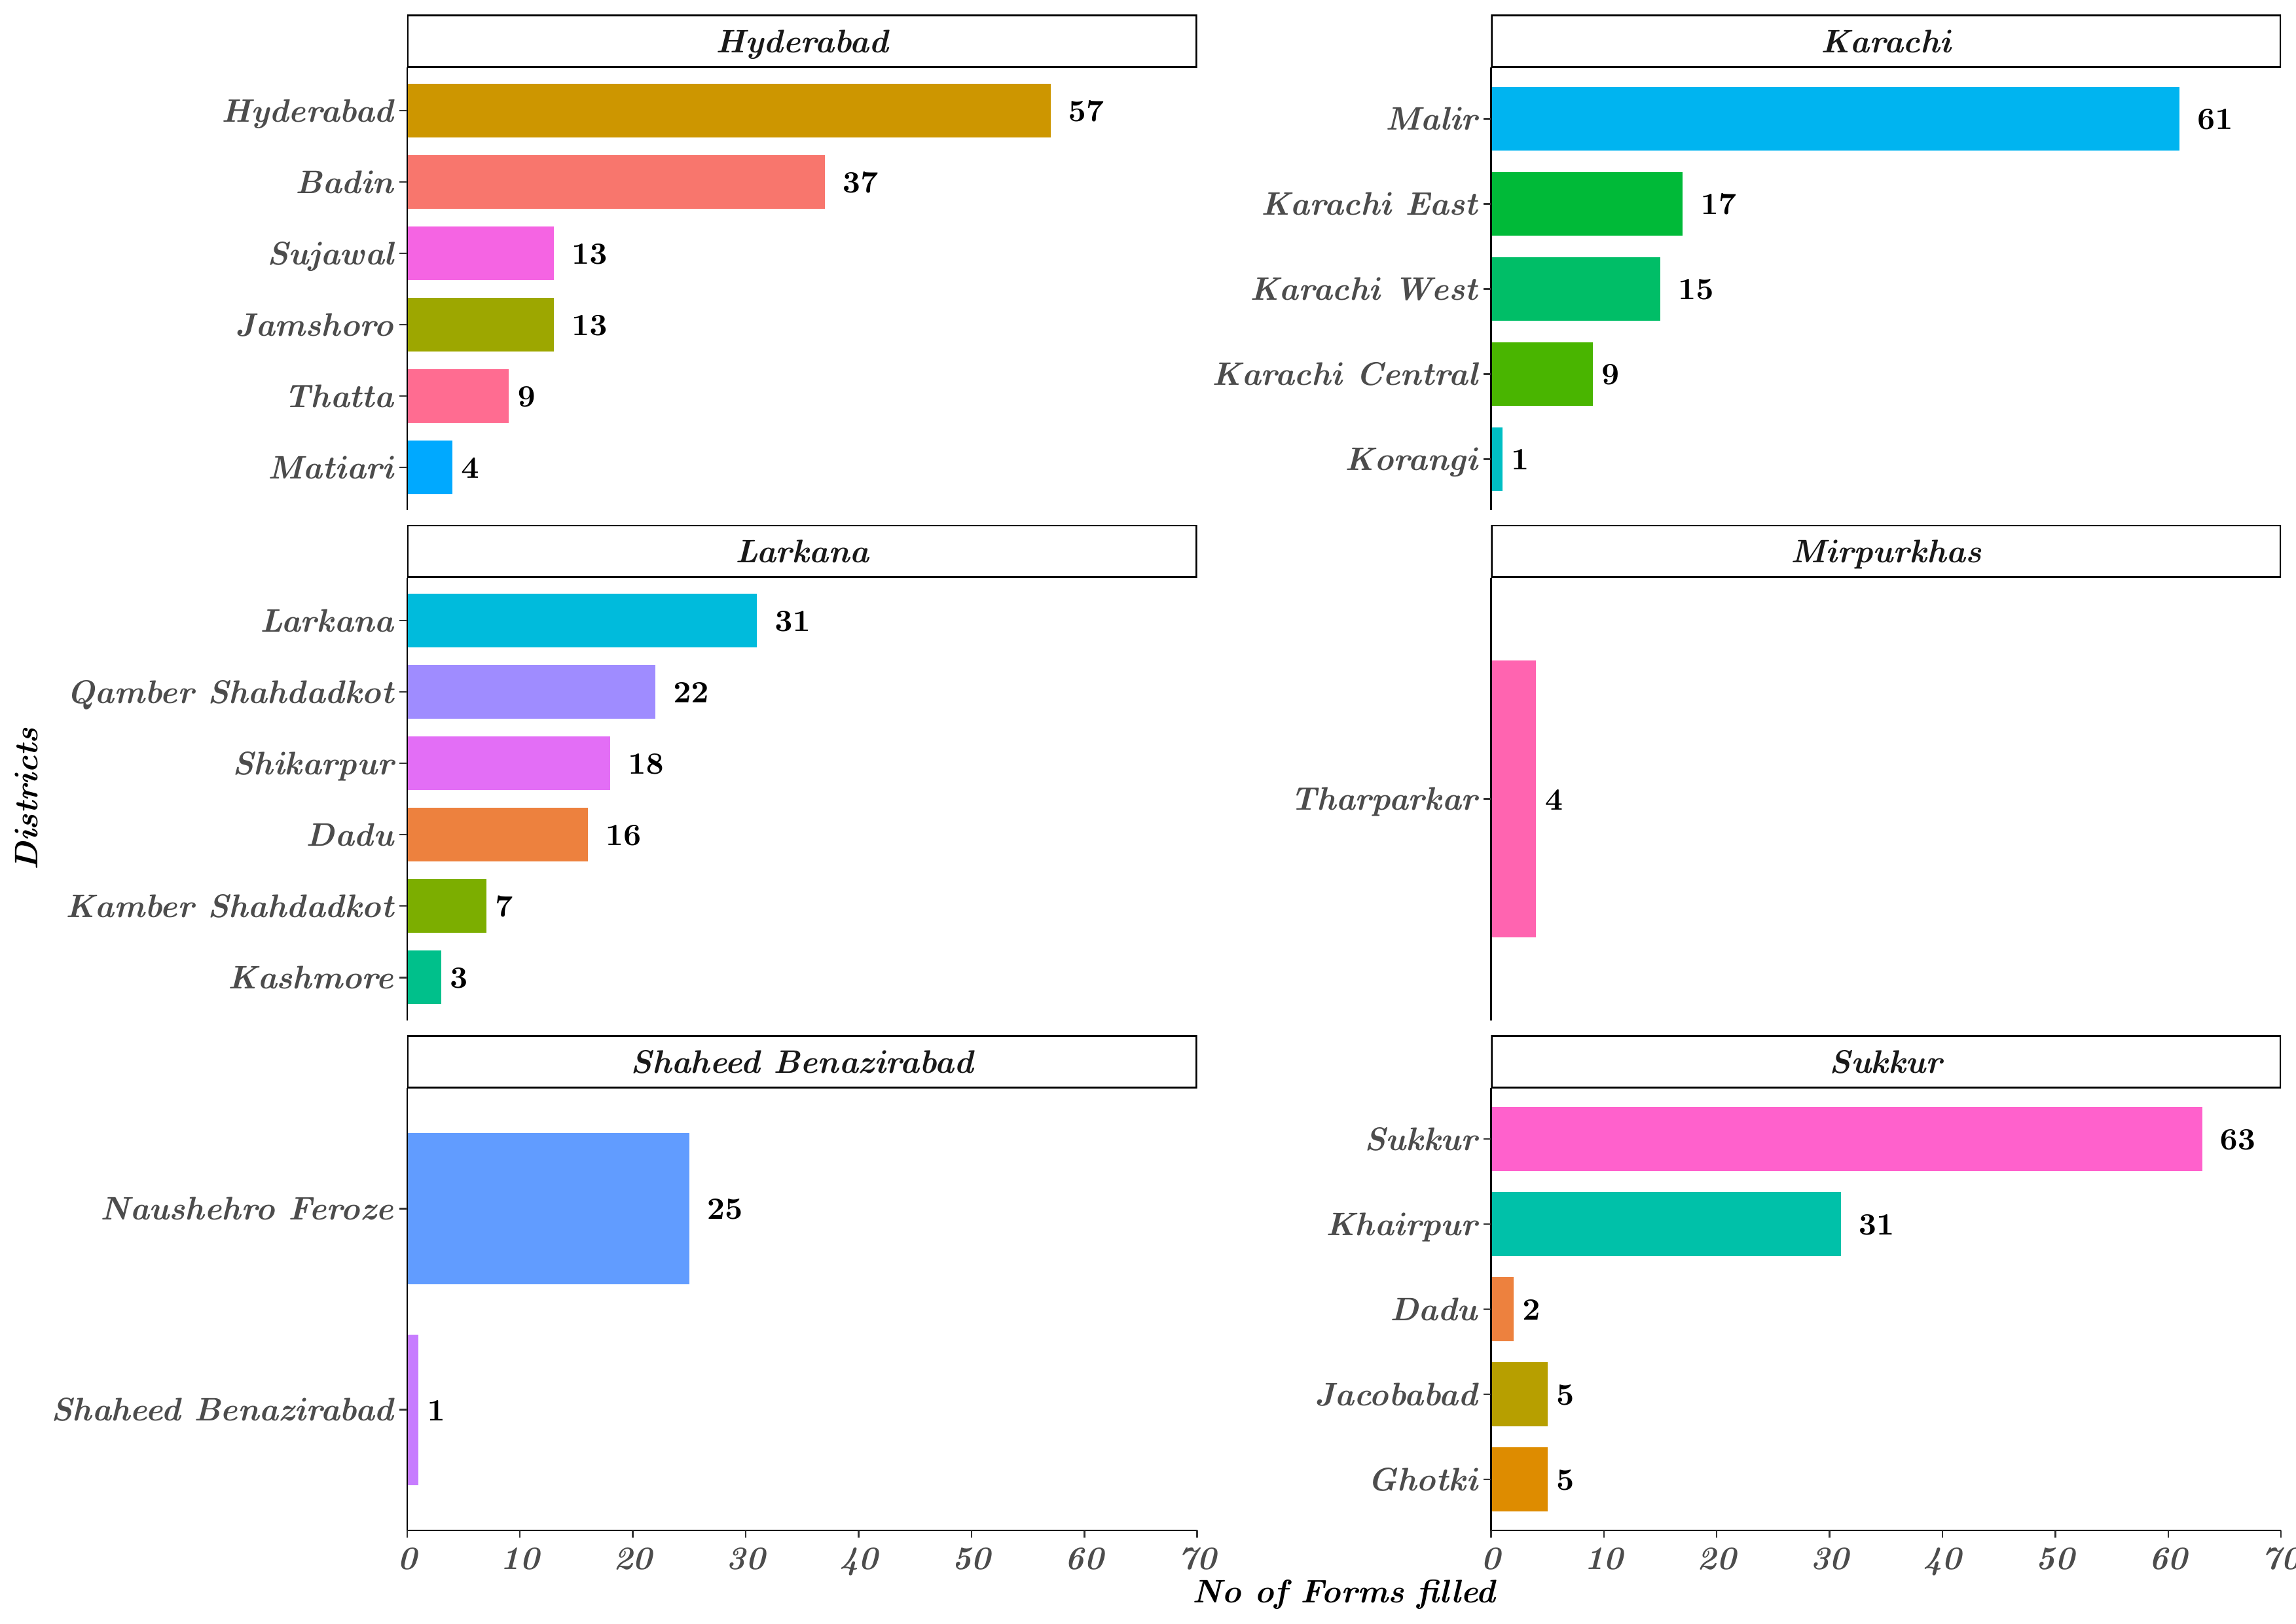 Hyderabad
Hyderabad 57
Badin 37
Sujawal 13
Jamshoro 13
Thatta 9
Matiari 4
Karachi
Malir 61
Karachi East 17
Karachi West 15
Karachi Central 9
Korangi 1
Larkana
Larkana 31
Qamber Shahdadkot 22
Shikarpur 18
Dadu 16
Kamber Shahdadkot 7
Kashmore 3
Mirpurkhas
Tharparkar 4
Shaheed Benazirabad
Naushehro Feroze 25
Shaheed Benazirabad 1
0 10 20 30 40 50 60 70
Sukkur
Sukkur 63
Khairpur 31
Dadu 2
Jacobabad 5
Ghotki 5
0 10 20 30 40 50 60 70
Districts
No of Forms filled